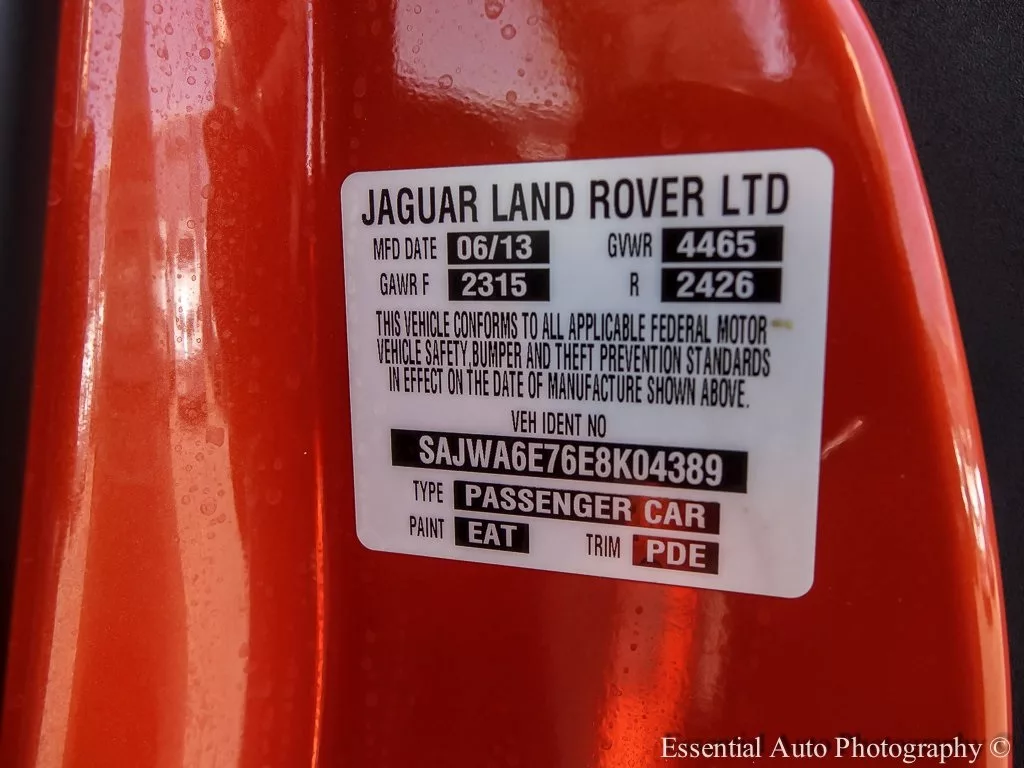 JAGUAR LAND ROVER LTD
MFD DATE 06/13 GVWR 4465
GAWR F 2315 R 2426
THIS VEHICLE CONFORMS TO ALL APPLICABLE FEDERAL MOTOR
VEHICLE SAFETY, BUMPER AND THEFT PREVENTION STANDARDS
IN EFFECT ON THE DATE OF MANUFACTURE SHOWN ABOVE.
VEH IDENT NO
SAJWA6E76E8K04389
TYPE PASSENGER CAR
PAINT EAT TRIM PDE
Essential Auto Photography ©